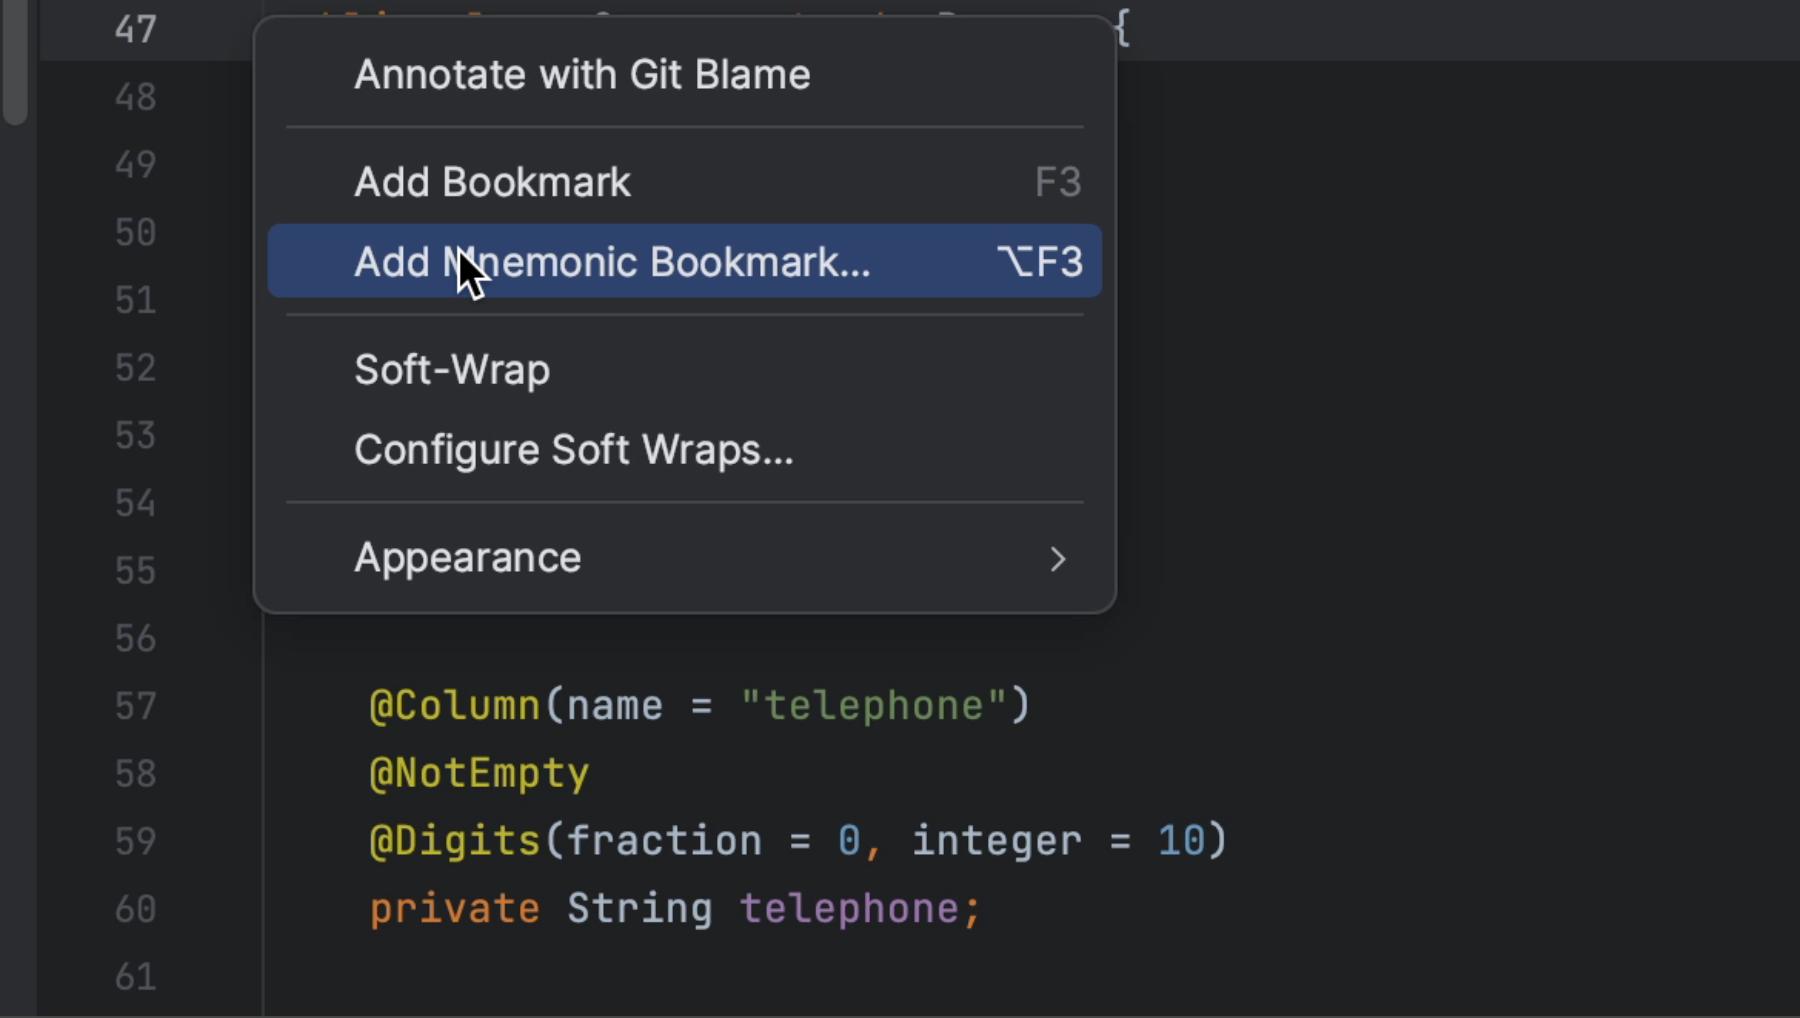 47 {
Annotate with Git Blame
48
49
Add Bookmark F3
50
Add Mnemonic Bookmark... ⌥F3
51
52
Soft-Wrap
53
Configure Soft Wraps...
54
55
Appearance >
56
57 @Column(name = "telephone")
58 @NotEmpty
59 @Digits(fraction = 0, integer = 10)
60 private String telephone;
61